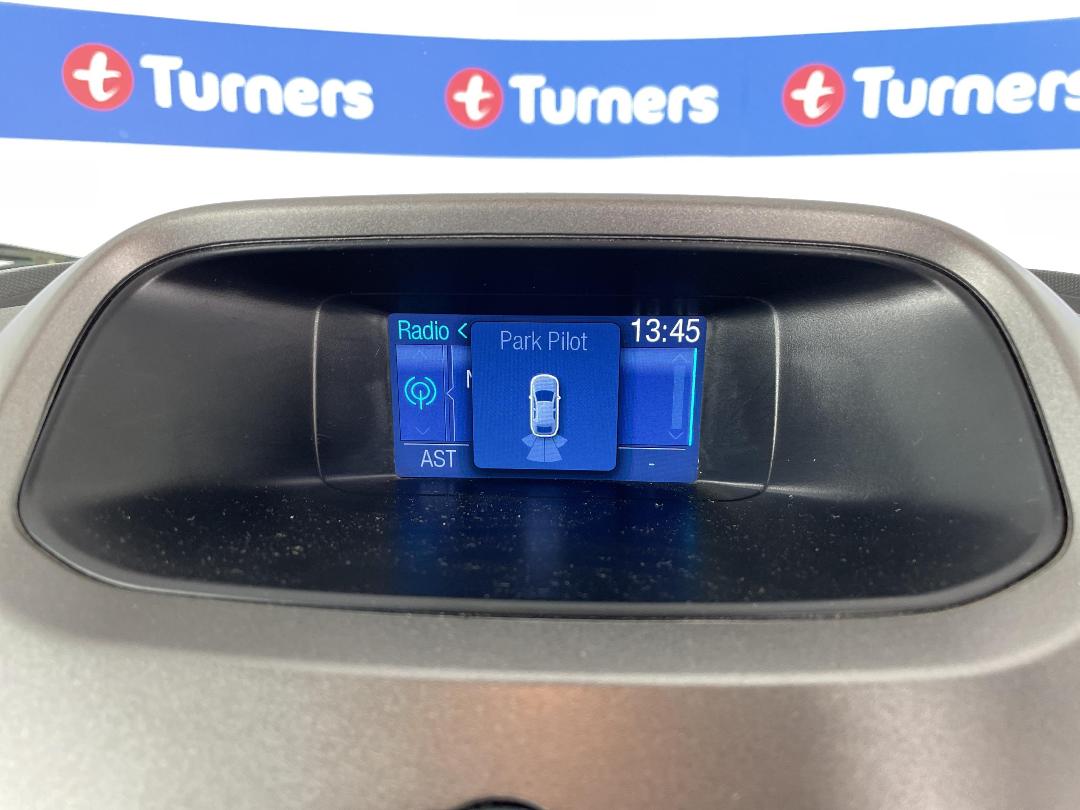 Turners
Turners
Turners
Radio <
Park Pilot
13:45
AST
-